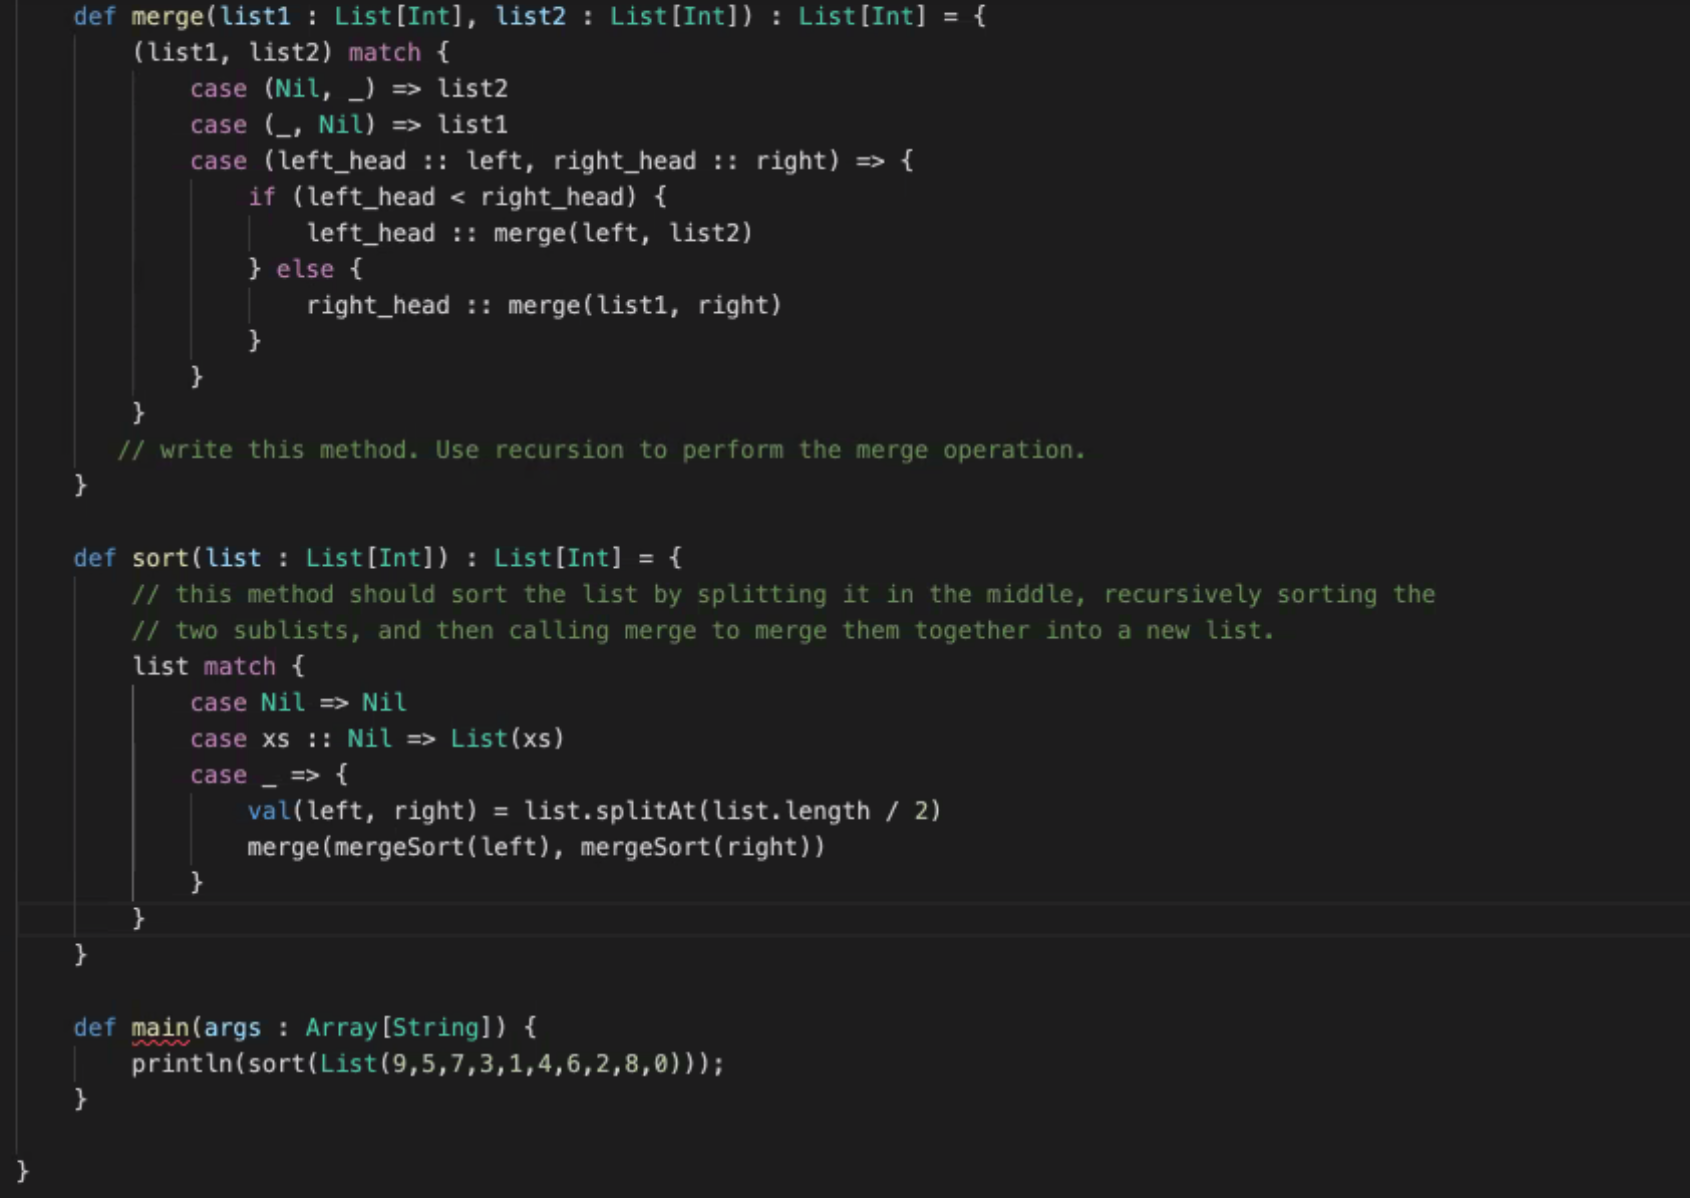 def merge(list1 : List[Int], list2 : List[Int]) : List[Int] = {
(list1, list2) match {
case (Nil, _) => list2
case (_, Nil) => list1
case (left_head :: left, right_head :: right) => {
if (left_head < right_head) {
left_head :: merge(left, list2)
} else {
right_head :: merge(list1, right)
}
}
}
// write this method. Use recursion to perform the merge operation.
}
def sort(list : List[Int]) : List[Int] = {
// this method should sort the list by splitting it in the middle, recursively sorting the
// two sublists, and then calling merge to merge them together into a new list.
list match {
case Nil => Nil
case xs :: Nil => List(xs)
case _ => {
val(left, right) = list.splitAt(list.length / 2)
merge(mergeSort(left), mergeSort(right))
}
}
}
def main(args : Array[String]) {
println(sort(List(9,5,7,3,1,4,6,2,8,0)));
}
}